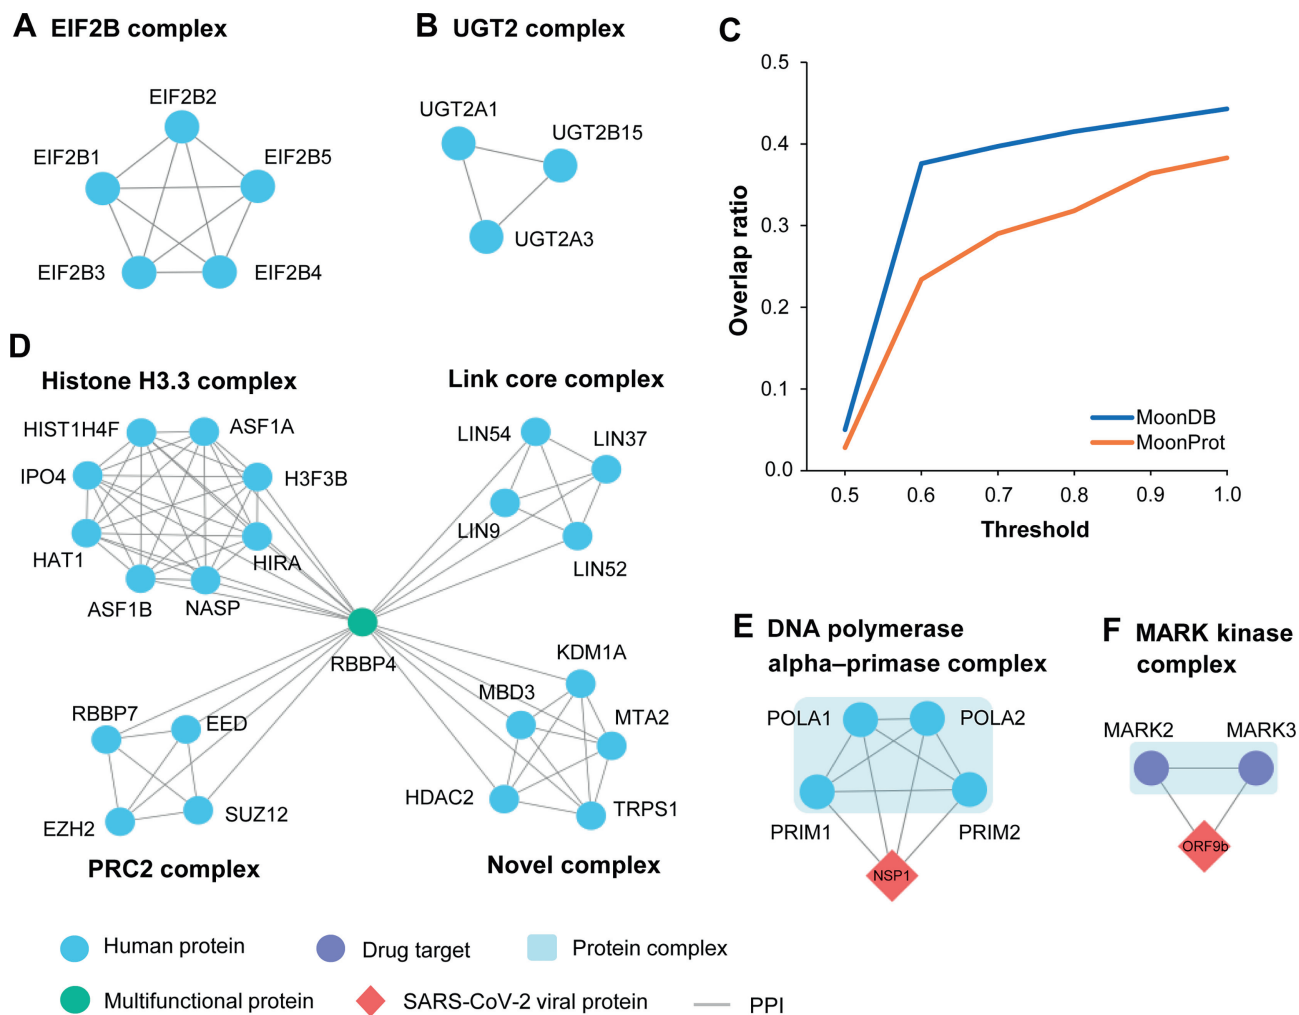 A EIF2B complex
EIF2B2
EIF2B1
EIF2B5
EIF2B3
EIF2B4
B UGT2 complex
UGT2A1
UGT2B15
UGT2A3
C
0.5
0.4
0.3
0.2
0.1
0.0
Overlap ratio
0.5 0.6 0.7 0.8 0.9 1.0
Threshold
MoonDB
MoonProt
D
Histone H3.3 complex
HIST1H4F
ASF1A
IPO4
H3F3B
HAT1
HIRA
ASF1B
NASP
Link core complex
LIN54
LIN37
LIN9
LIN52
RBBP4
RBBP7
EED
EZH2
SUZ12
PRC2 complex
KDM1A
MBD3
MTA2
HDAC2
TRPS1
Novel complex
E DNA polymerase
alpha–primase complex
POLA1
POLA2
PRIM1
PRIM2
NSP1
F MARK kinase
complex
MARK2
MARK3
ORF9b
Human protein
Drug target
Protein complex
Multifunctional protein
SARS-CoV-2 viral protein
PPI